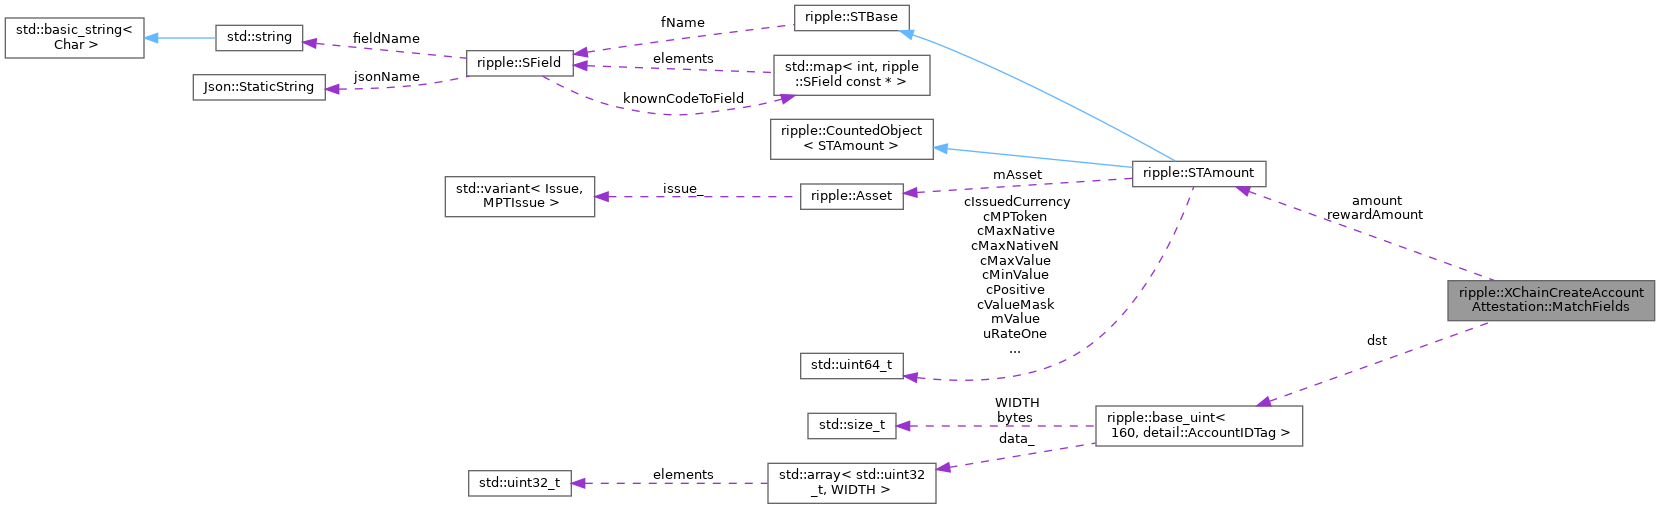 std::basic_string<
Char >
std::string
Json::StaticString
fieldName
jsonName
ripple::SField
fName
elements
knownCodeToField
ripple::STBase
std::map< int, ripple
::SField const * >
ripple::CountedObject
< STAmount >
std::variant< Issue,
MPTIssue >
issue_
ripple::Asset
mAsset
ripple::STAmount
cIssuedCurrency
cMPToken
cMaxNative
cMaxNativeN
cMaxValue
cMinValue
cPositive
cValueMask
mValue
uRateOne
...
std::uint64_t
amount
rewardAmount
ripple::XChainCreateAccount
Attestation::MatchFields
dst
ripple::base_uint<
160, detail::AccountIDTag >
WIDTH
bytes
std::size_t
data_
std::array< std::uint32
_t, WIDTH >
elements
std::uint32_t